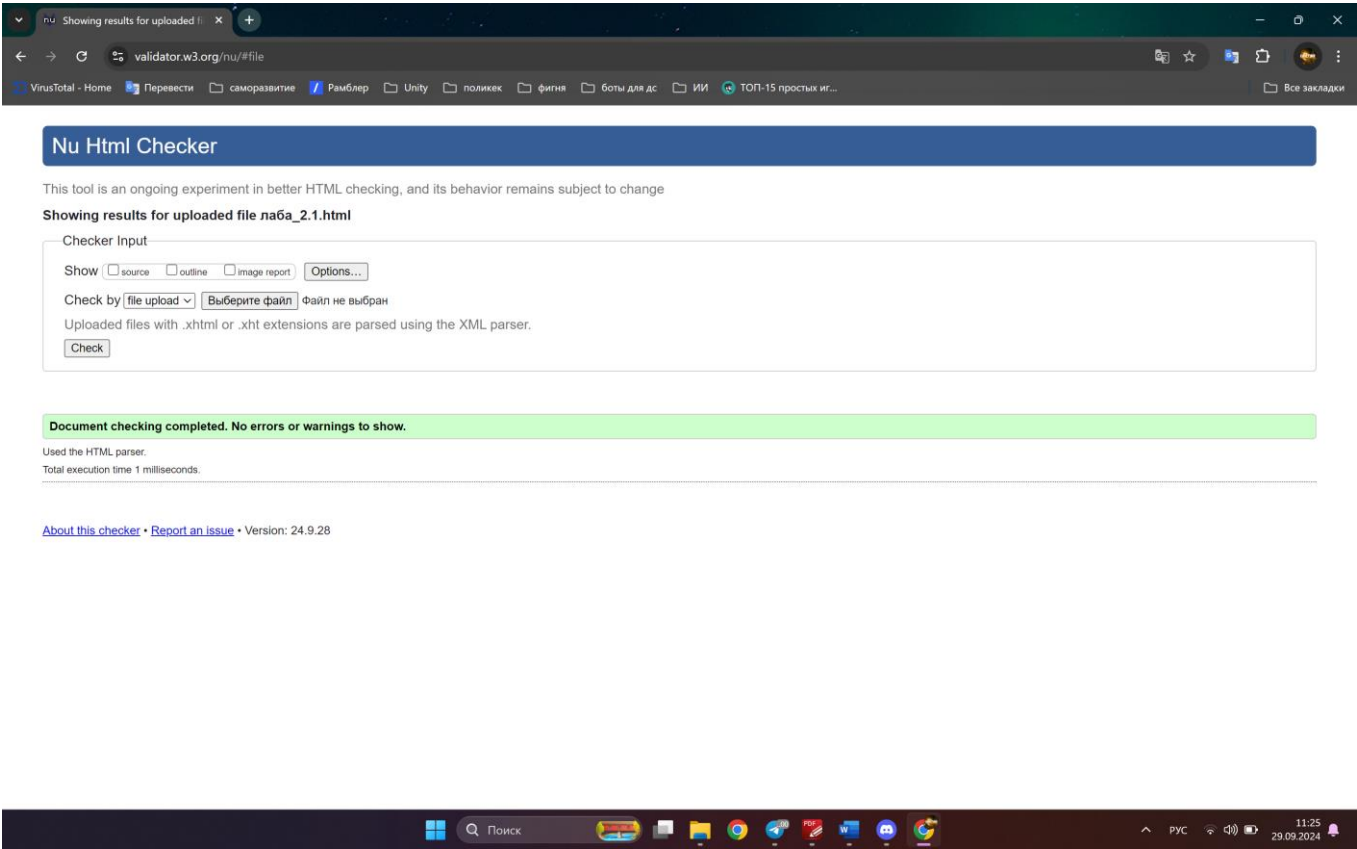 nu Showing results for uploaded fi
validator.w3.org/nu/#file
VirusTotal - Home Перевести саморазвитие Рамблер Unity поликек фигня боты для дс ИИ ТОП-15 простых иг... Все закладки
Nu Html Checker
This tool is an ongoing experiment in better HTML checking, and its behavior remains subject to change
Showing results for uploaded file лаба_2.1.html
Checker Input
Show source outline image report Options...
Check by file upload Выберите файл Файл не выбран
Uploaded files with .xhtml or .xht extensions are parsed using the XML parser.
Check
Document checking completed. No errors or warnings to show.
Used the HTML parser.
Total execution time 1 milliseconds.
About this checker • Report an issue • Version: 24.9.28
Поиск PDF W РУС 11:25
29.09.2024